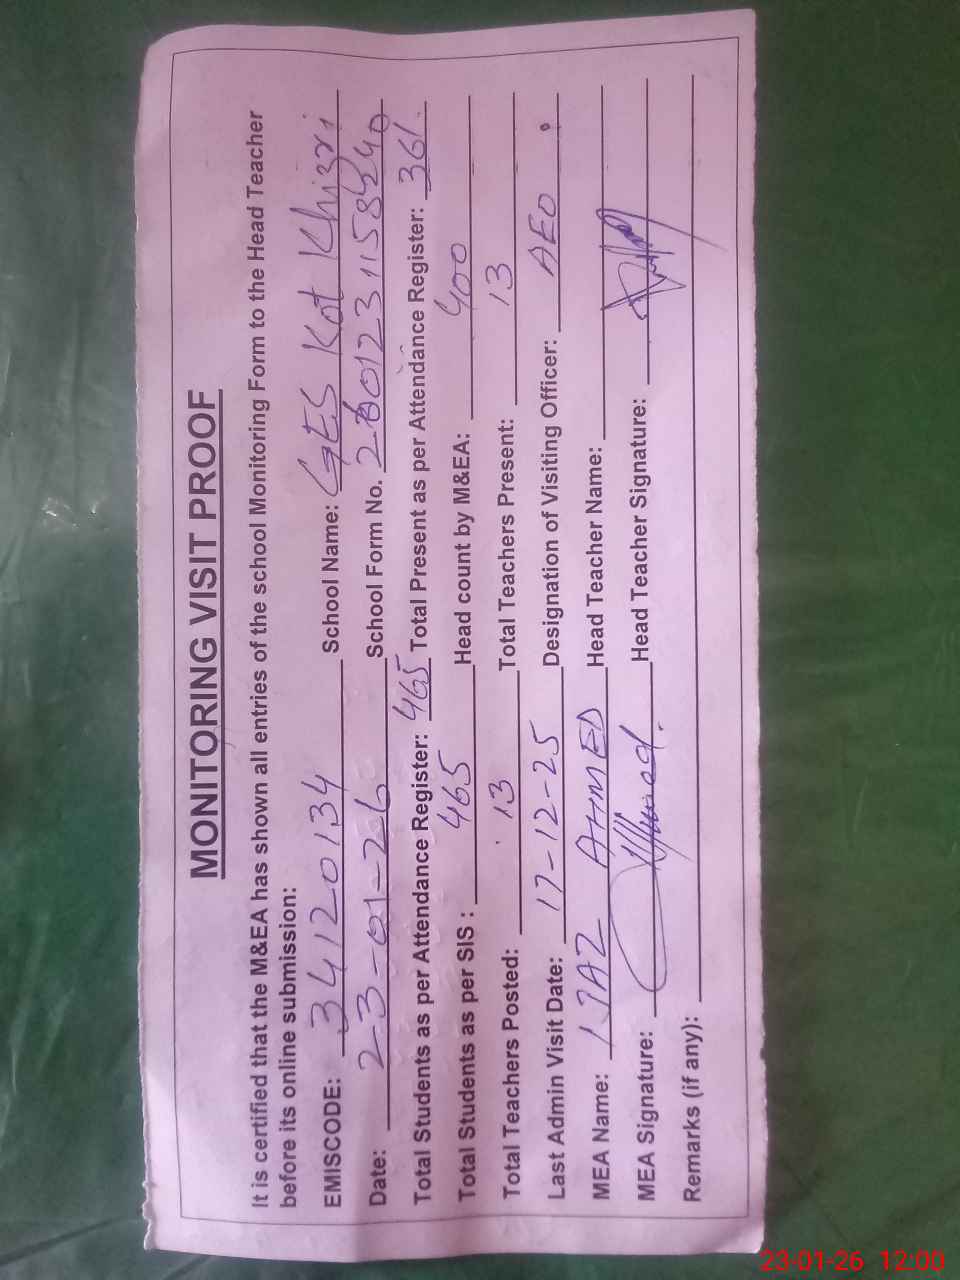 MONITORING VISIT PROOF
It is certified that the M&EA has shown all entries of the school Monitoring Form to the Head Teacher
before its online submission:
EMISCODE: 34120134 School Name: GES Kot Khizri
Date: 23-01-26 School Form No.
Total Students as per Attendance Register: 465 Total Present as per Attendance Register: 361
Total Students as per SIS : 465 Head count by M&EA: 400
Total Teachers Posted: 13 Total Teachers Present: 13
Last Admin Visit Date: 17-12-25 Designation of Visiting Officer: AEO
MEA Name: IJAZ AHMED Head Teacher Name:
MEA Signature: Head Teacher Signature:
Remarks (if any):
23-01-26 12:00